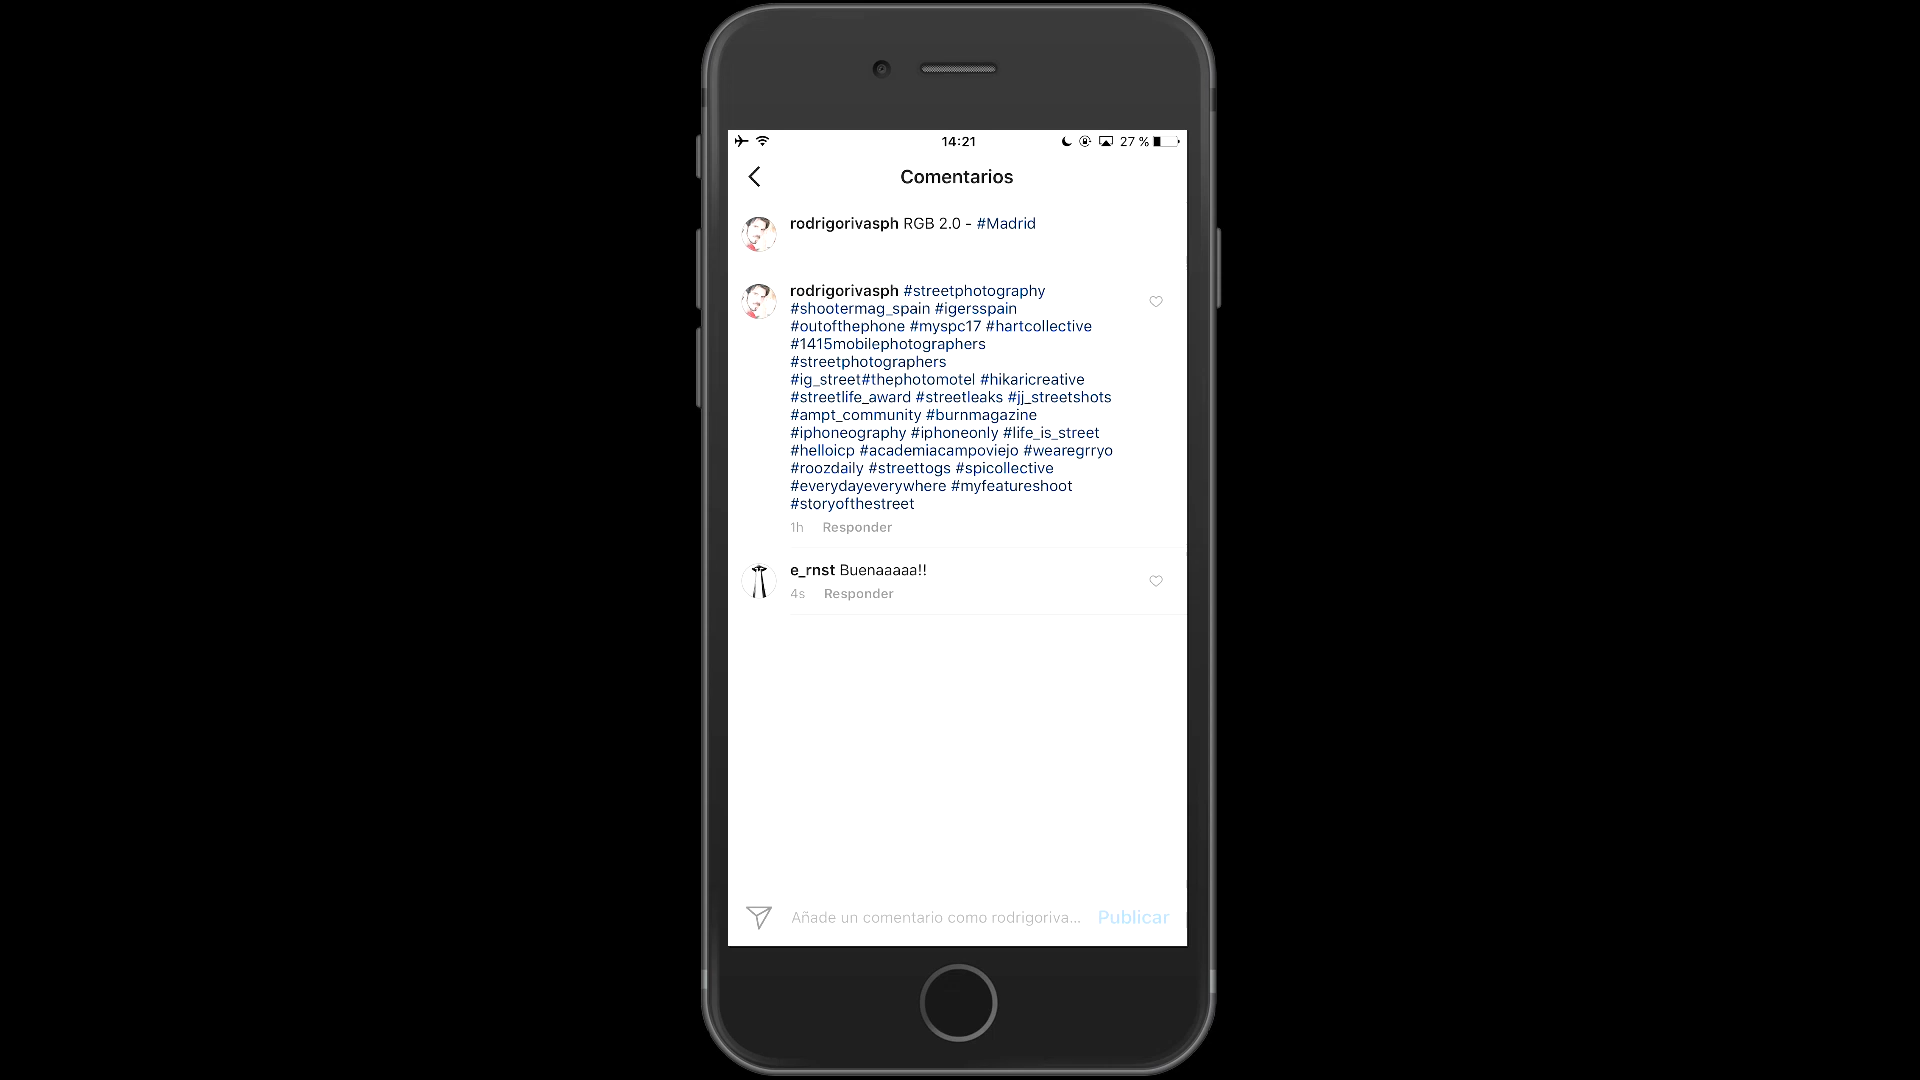 14:21
27 %
Comentarios
rodrigorivasph RGB 2.0 - #Madrid
rodrigorivasph #streetphotography
#shootermag_spain #igersspain
#outofthephone #myspc17 #hartcollective
#1415mobilephotographers
#streetphotographers
#ig_street#thephotomotel #hikaricreative
#streetlife_award #streetleaks #jj_streetshots
#ampt_community #burnmagazine
#iphoneography #iphoneonly #life_is_street
#helloicp #academiacampoviejo #wearegrryo
#roozdaily #streettogs #spicollective
#everydayeverywhere #myfeatureshoot
#storyofthestreet
1h Responder
e_rnst Buenaaaaa!!
4s Responder
Añade un comentario como rodrigoriva... Publicar